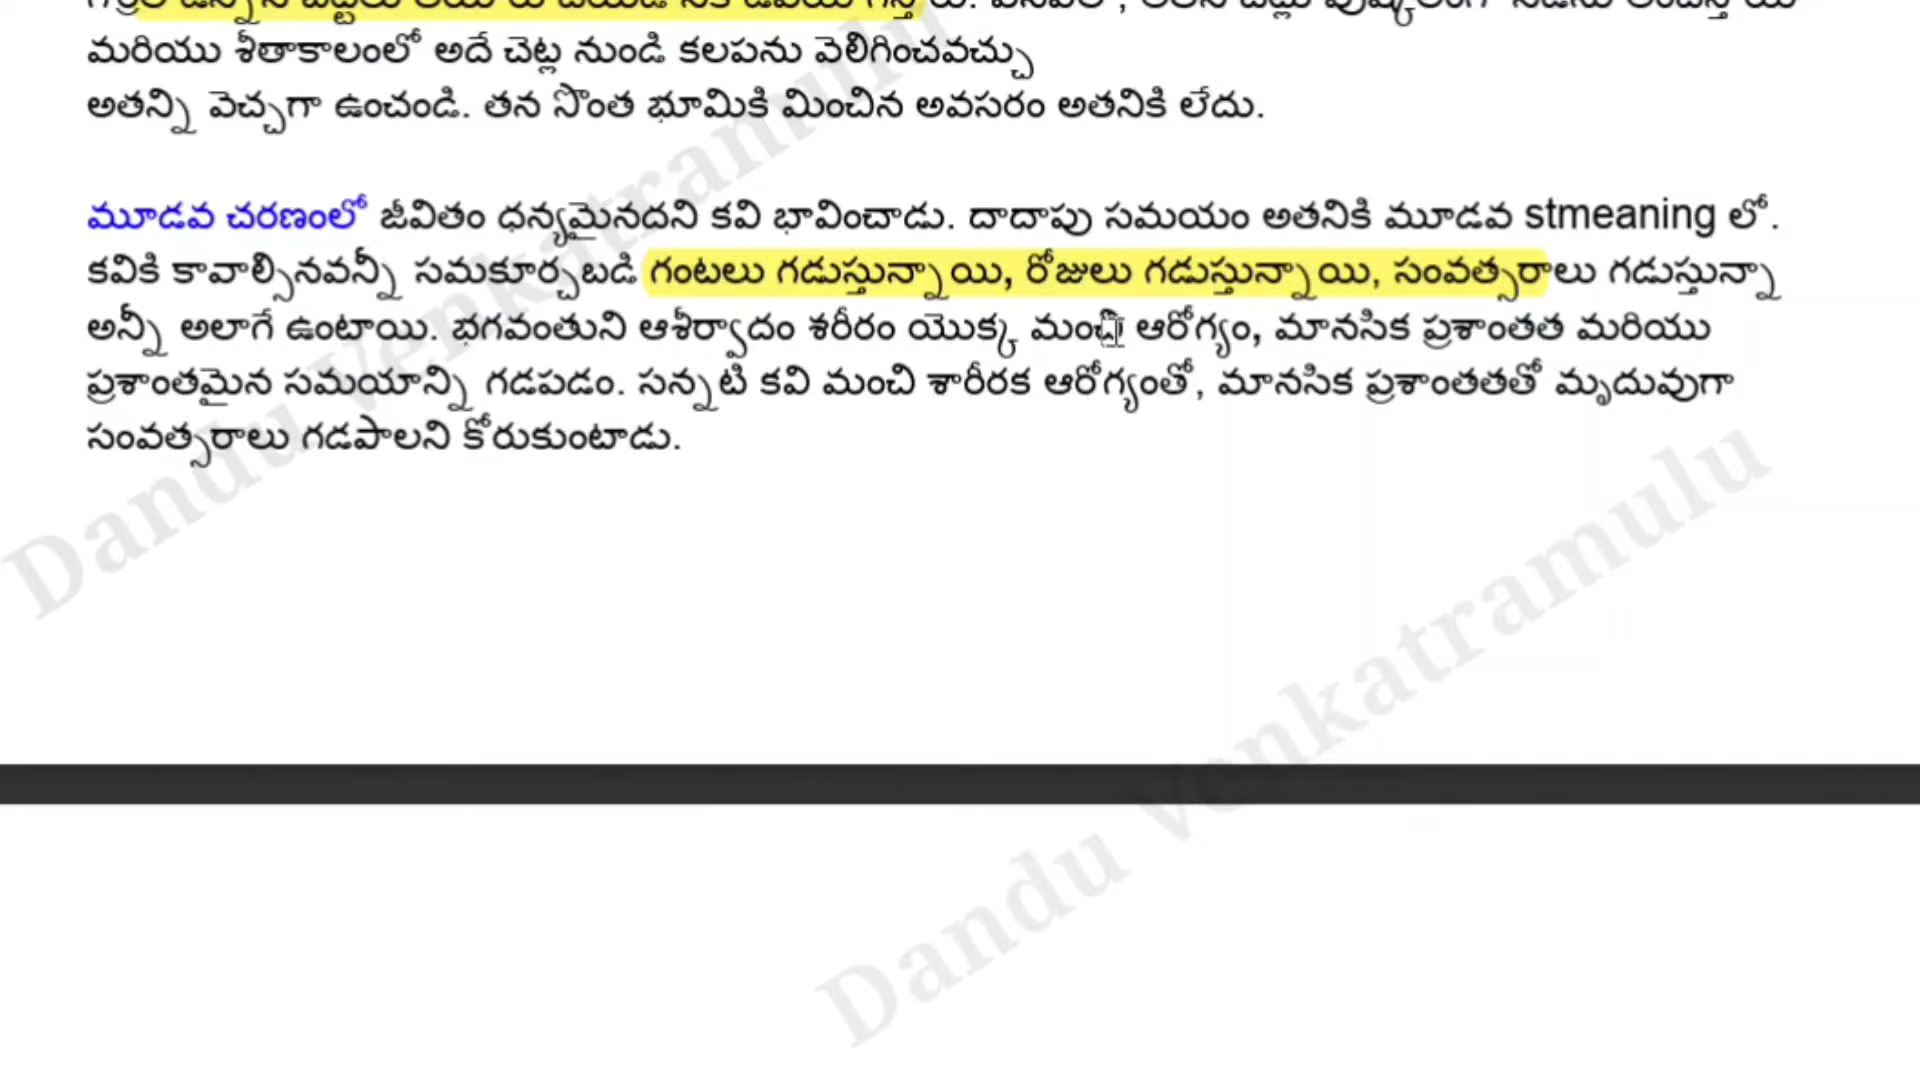 మరియు శీతాకాలంలో అదే చెట్ల నుండి కలపను వెలిగించవచ్చు
అతన్ని వెచ్చగా ఉంచండి. తన సొంత భూమికి మించిన అవసరం అతనికి లేదు.
మూడవ చరణంలో జీవితం ధన్యమైనదని కవి భావించాడు. దాదాపు సమయం అతనికి మూడవ stmeaning లో.
కవికి కావాల్సినవన్నీ సమకూర్చబడి గంటలు గడుస్తున్నాయి, రోజులు గడుస్తున్నాయి, సంవత్సరాలు గడుస్తున్నా
అన్నీ అలాగే ఉంటాయి. భగవంతుని ఆశీర్వాదం శరీరం యొక్క మంచి ఆరోగ్యం, మానసిక ప్రశాంతత మరియు
ప్రశాంతమైన సమయాన్ని గడపడం. సన్నటి కవి మంచి శారీరక ఆరోగ్యంతో, మానసిక ప్రశాంతతతో మృదువుగా
సంవత్సరాలు గడపాలని కోరుకుంటాడు.
Dandu Venkatramulu
Dandu Venkatramulu